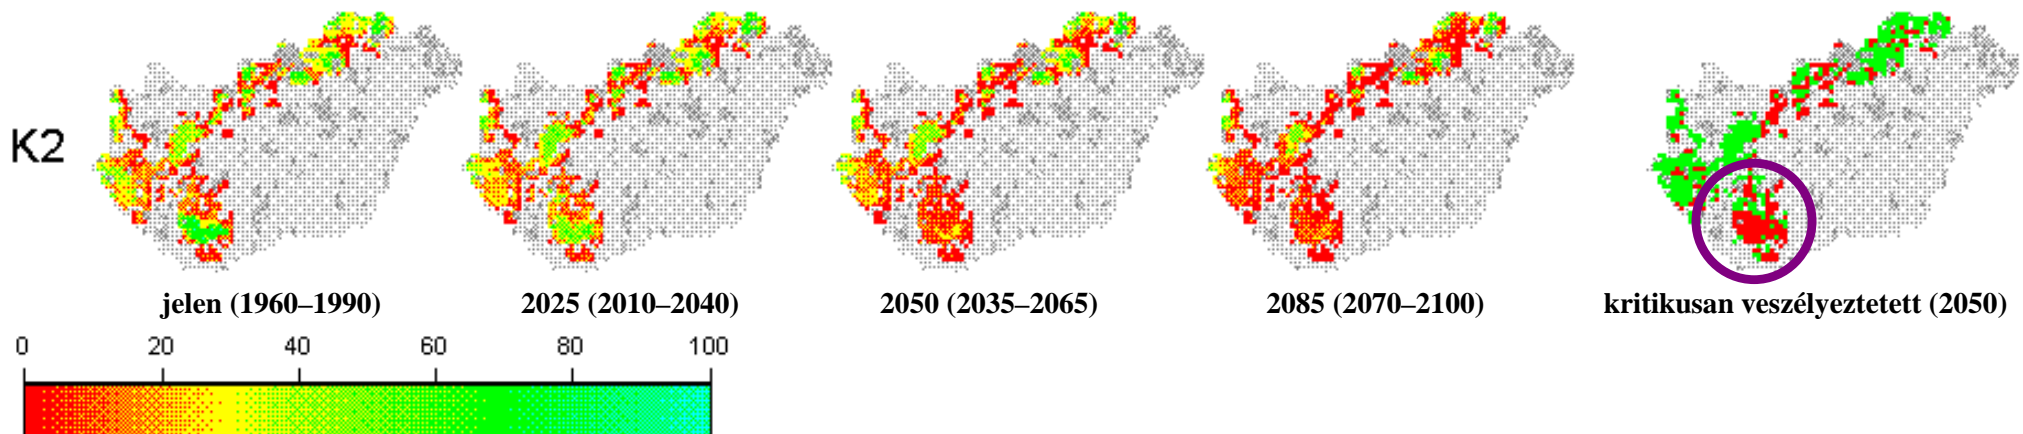 K2
jelen (1960–1990)
2025 (2010–2040)
2050 (2035–2065)
2085 (2070–2100)
kritikusan veszélyeztetett (2050)
0 20 40 60 80 100